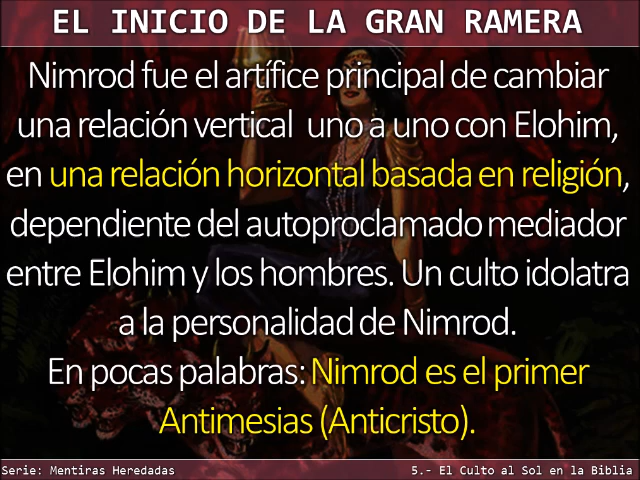 EL INICIO DE LA GRAN RAMERA
Nimrod fue el artífice principal de cambiar
una relación vertical uno a uno con Elohim,
en una relación horizontal basada en religión,
dependiente del autoproclamado mediador
entre Elohim y los hombres. Un culto idolatra
a la personalidad de Nimrod.
En pocas palabras: Nimrod es el primer
Antimesias (Anticristo).
Serie: Mentiras Heredadas
5.- El Culto al Sol en la Biblia